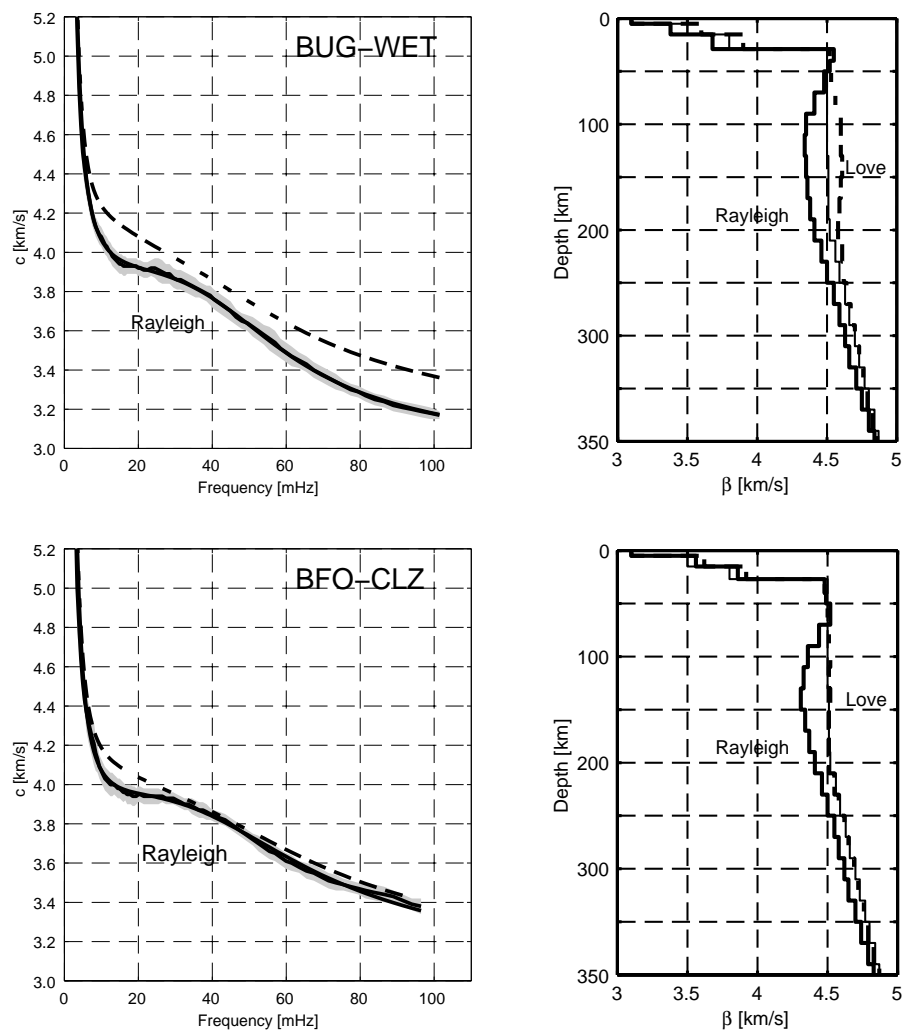 5.2
5.0
4.8
4.6
4.4
4.2
4.0
3.8
3.6
3.4
3.2
3.0
c [km/s]
BUG–WET
Rayleigh
0 20 40 60 80 100
Frequency [mHz]
0
100
200
300
350
Depth [km]
Love
Rayleigh
3 3.5 4 4.5 5
β [km/s]
5.2
5.0
4.8
4.6
4.4
4.2
4.0
3.8
3.6
3.4
3.2
3.0
c [km/s]
BFO–CLZ
Rayleigh
0 20 40 60 80 100
Frequency [mHz]
0
100
200
300
350
Depth [km]
Love
Rayleigh
3 3.5 4 4.5 5
β [km/s]